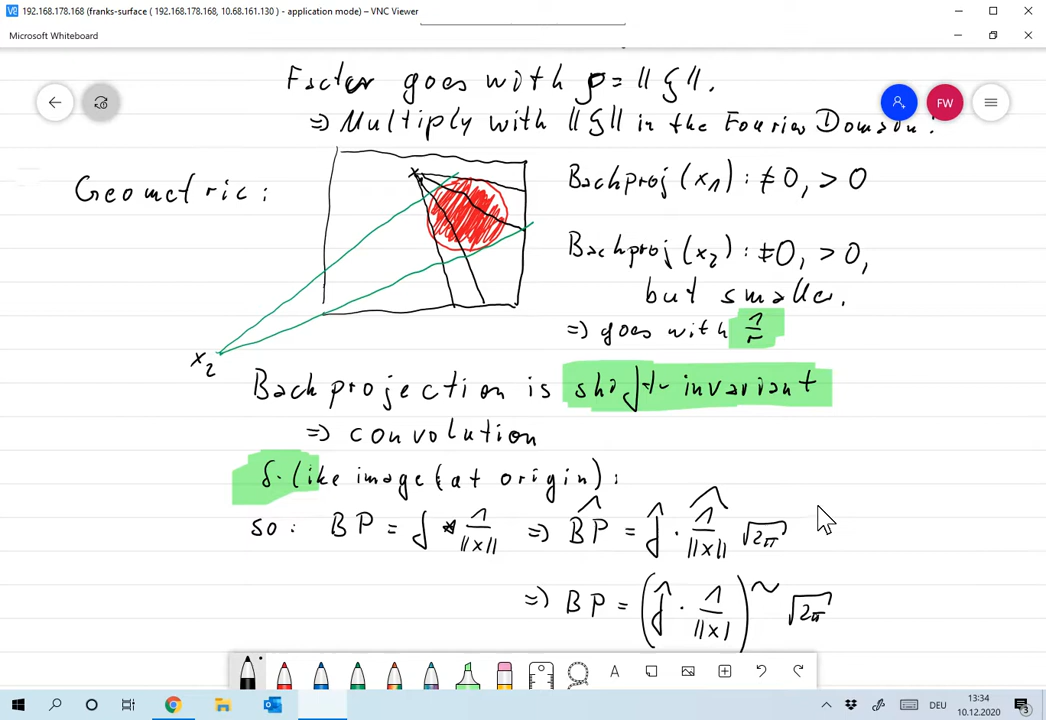 192.168.178.168 (franks-surface ( 192.168.178.168, 10.68.161.130 ) - application mode) - VNC Viewer
Microsoft Whiteboard
Factor goes with ρ = ||ξ||.
⇒ Multiply with ||ξ|| in the Fourier Domain.
FW
Geometric:
x
Backproj(x₁): ≠0, >0
Backproj(x₂): ≠0, >0,
but smaller.
⇒ goes with 1/r
x₂
Backprojection is shift-invariant
⇒ convolution
δ-like image (at origin):
so: BP = f * 1/||x|| ⇒ B̂P = f̂ · (1/||x||)^ √2π
⇒ BP = (f̂ · 1/||x||)~ √2π
A
DEU
13:34
10.12.2020
3